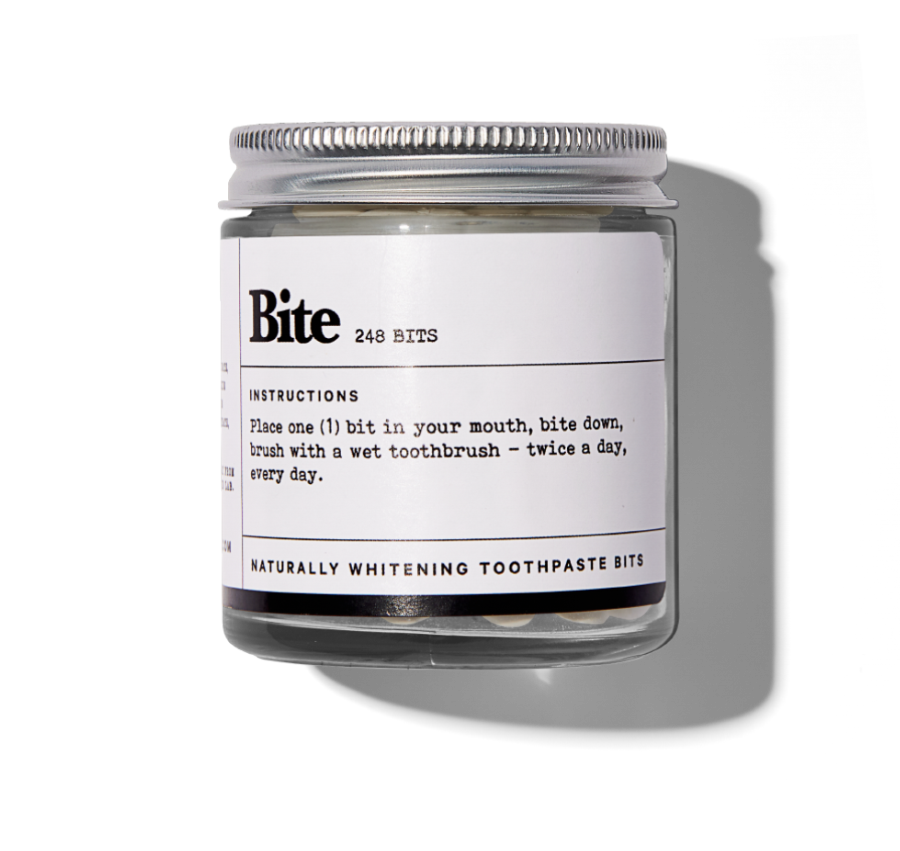 Bite 248 BITS
INSTRUCTIONS
Place one (1) bit in your mouth, bite down,
brush with a wet toothbrush – twice a day,
every day.
NATURALLY WHITENING TOOTHPASTE BITS